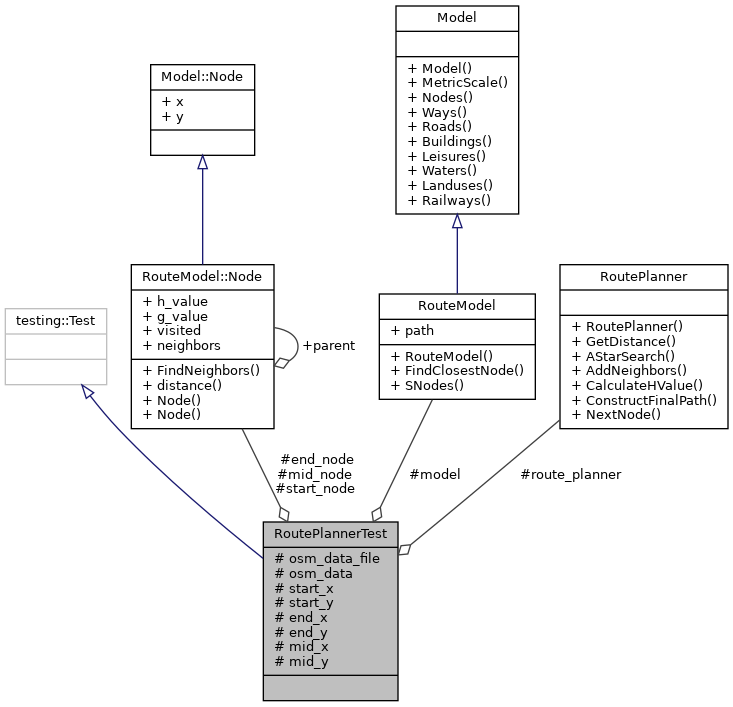 Model
+ Model()
+ MetricScale()
+ Nodes()
+ Ways()
+ Roads()
+ Buildings()
+ Leisures()
+ Waters()
+ Landuses()
+ Railways()
Model::Node
+ x
+ y
RouteModel::Node
+ h_value
+ g_value
+ visited
+ neighbors
+ FindNeighbors()
+ distance()
+ Node()
+ Node()
+parent
RouteModel
+ path
+ RouteModel()
+ FindClosestNode()
+ SNodes()
RoutePlanner
+ RoutePlanner()
+ GetDistance()
+ AStarSearch()
+ AddNeighbors()
+ CalculateHValue()
+ ConstructFinalPath()
+ NextNode()
testing::Test
#end_node
#mid_node
#start_node
#model
#route_planner
RoutePlannerTest
# osm_data_file
# osm_data
# start_x
# start_y
# end_x
# end_y
# mid_x
# mid_y